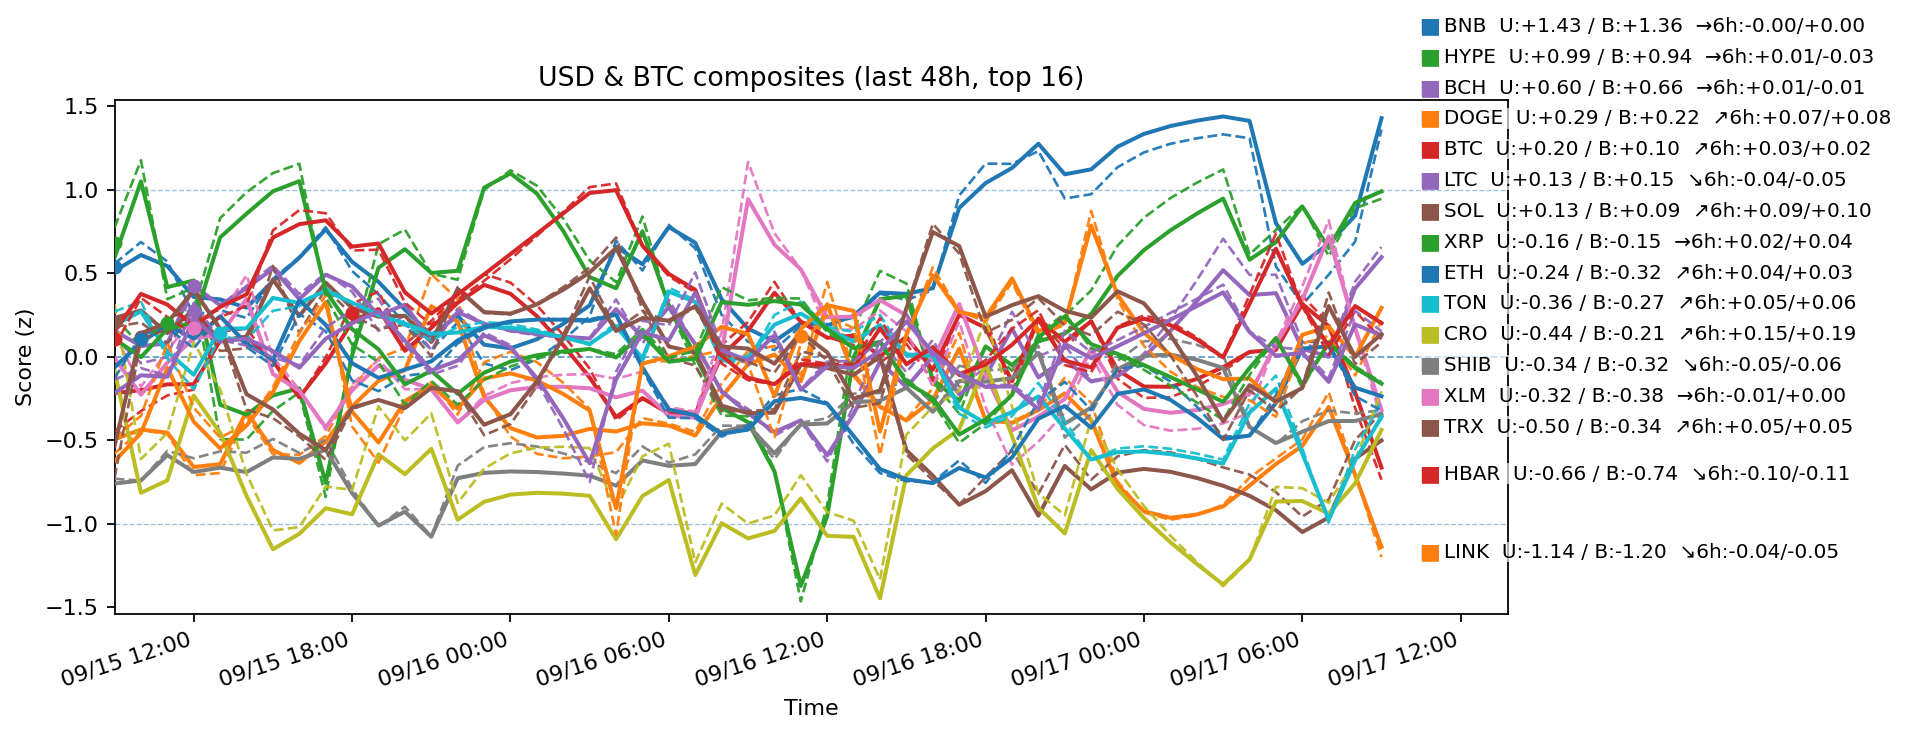 BNB U:+1.43 / B:+1.36 →6h:-0.00/+0.00
HYPE U:+0.99 / B:+0.94 →6h:+0.01/-0.03
USD & BTC composites (last 48h, top 16)
BCH U:+0.60 / B:+0.66 →6h:+0.01/-0.01
DOGE U:+0.29 / B:+0.22 ↗6h:+0.07/+0.08
BTC U:+0.20 / B:+0.10 ↗6h:+0.03/+0.02
LTC U:+0.13 / B:+0.15 ↘6h:-0.04/-0.05
SOL U:+0.13 / B:+0.09 ↗6h:+0.09/+0.10
XRP U:-0.16 / B:-0.15 →6h:+0.02/+0.04
ETH U:-0.24 / B:-0.32 ↗6h:+0.04/+0.03
TON U:-0.36 / B:-0.27 ↗6h:+0.05/+0.06
CRO U:-0.44 / B:-0.21 ↗6h:+0.15/+0.19
SHIB U:-0.34 / B:-0.32 ↘6h:-0.05/-0.06
XLM U:-0.32 / B:-0.38 →6h:-0.01/+0.00
TRX U:-0.50 / B:-0.34 ↗6h:+0.05/+0.05
HBAR U:-0.66 / B:-0.74 ↘6h:-0.10/-0.11
LINK U:-1.14 / B:-1.20 ↘6h:-0.04/-0.05
Score (z)
1.5
1.0
0.5
0.0
−0.5
−1.0
−1.5
09/15 12:00
09/15 18:00
09/16 00:00
09/16 06:00
09/16 12:00
09/16 18:00
09/17 00:00
09/17 06:00
09/17 12:00
Time